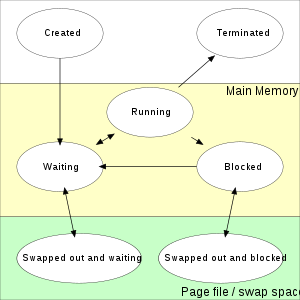 Created
Terminated
Main Memory
Running
Waiting
Blocked
Swapped out and waiting
Swapped out and blocked
Page file / swap space